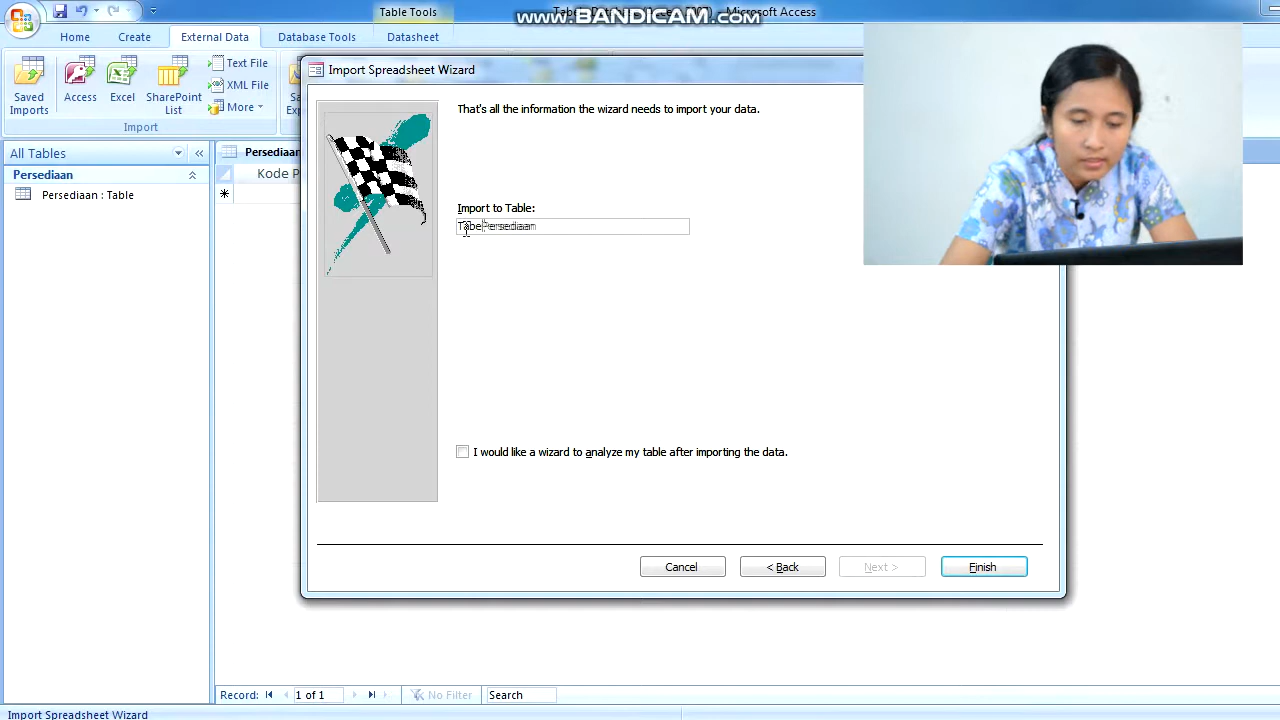 www.BANDICAM.com
Table Tools
Microsoft Access
Home
Create
External Data
Database Tools
Datasheet
Saved Imports
Access
Excel
SharePoint List
Text File
XML File
More
Import
Import Spreadsheet Wizard
That's all the information the wizard needs to import your data.
Import to Table:
I would like a wizard to analyze my table after importing the data.
Cancel
< Back
Next >
Finish
All Tables
Persediaan
Persediaan : Table
Persediaan
Kode P
Record:
1 of 1
No Filter
Search
Import Spreadsheet Wizard